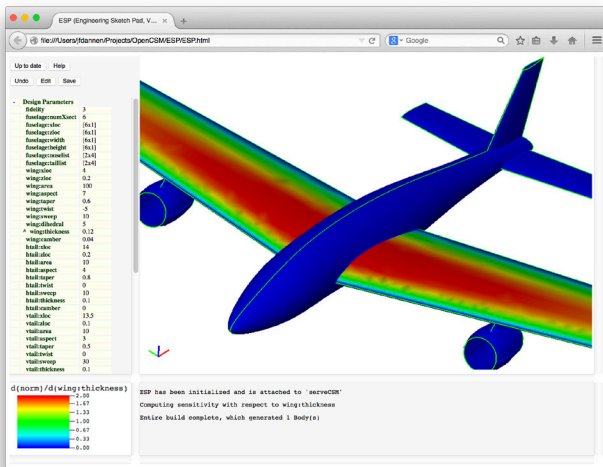 ESP (Engineering Sketch Pad, V...
file:///Users/jfdannen/Projects/OpenCSM/ESP/ESP.html
Google
Up to date Help
Undo Edit Save
- Design Parameters
fidelity 3
fuselage:numXsect 6
fuselage:xloc [6x1]
fuselage:zloc [6x1]
fuselage:width [6x1]
fuselage:height [6x1]
fuselage:noselist [2x4]
fuselage:taillist [2x4]
wing:xloc 4
wing:zloc 0.2
wing:area 100
wing:aspect 7
wing:taper 0.6
wing:twist -5
wing:sweep 10
wing:dihedral 5
^ wing:thickness 0.12
wing:camber 0.04
htail:xloc 14
htail:zloc 0.2
htail:area 10
htail:aspect 4
htail:taper 0.8
htail:twist 0
htail:sweep 10
htail:thickness 0.1
htail:camber 0
vtail:xloc 13.5
vtail:zloc 0.1
vtail:area 10
vtail:aspect 3
vtail:taper 0.5
vtail:twist 0
vtail:sweep 30
vtail:thickness 0.1
d(norm)/d(wing:thickness)
2.00
1.67
1.33
1.00
0.67
0.33
0.00
ESP has been initialized and is attached to 'serveCSM'
Computing sensitivity with respect to wing:thickness
Entire build complete, which generated 1 Body(s)